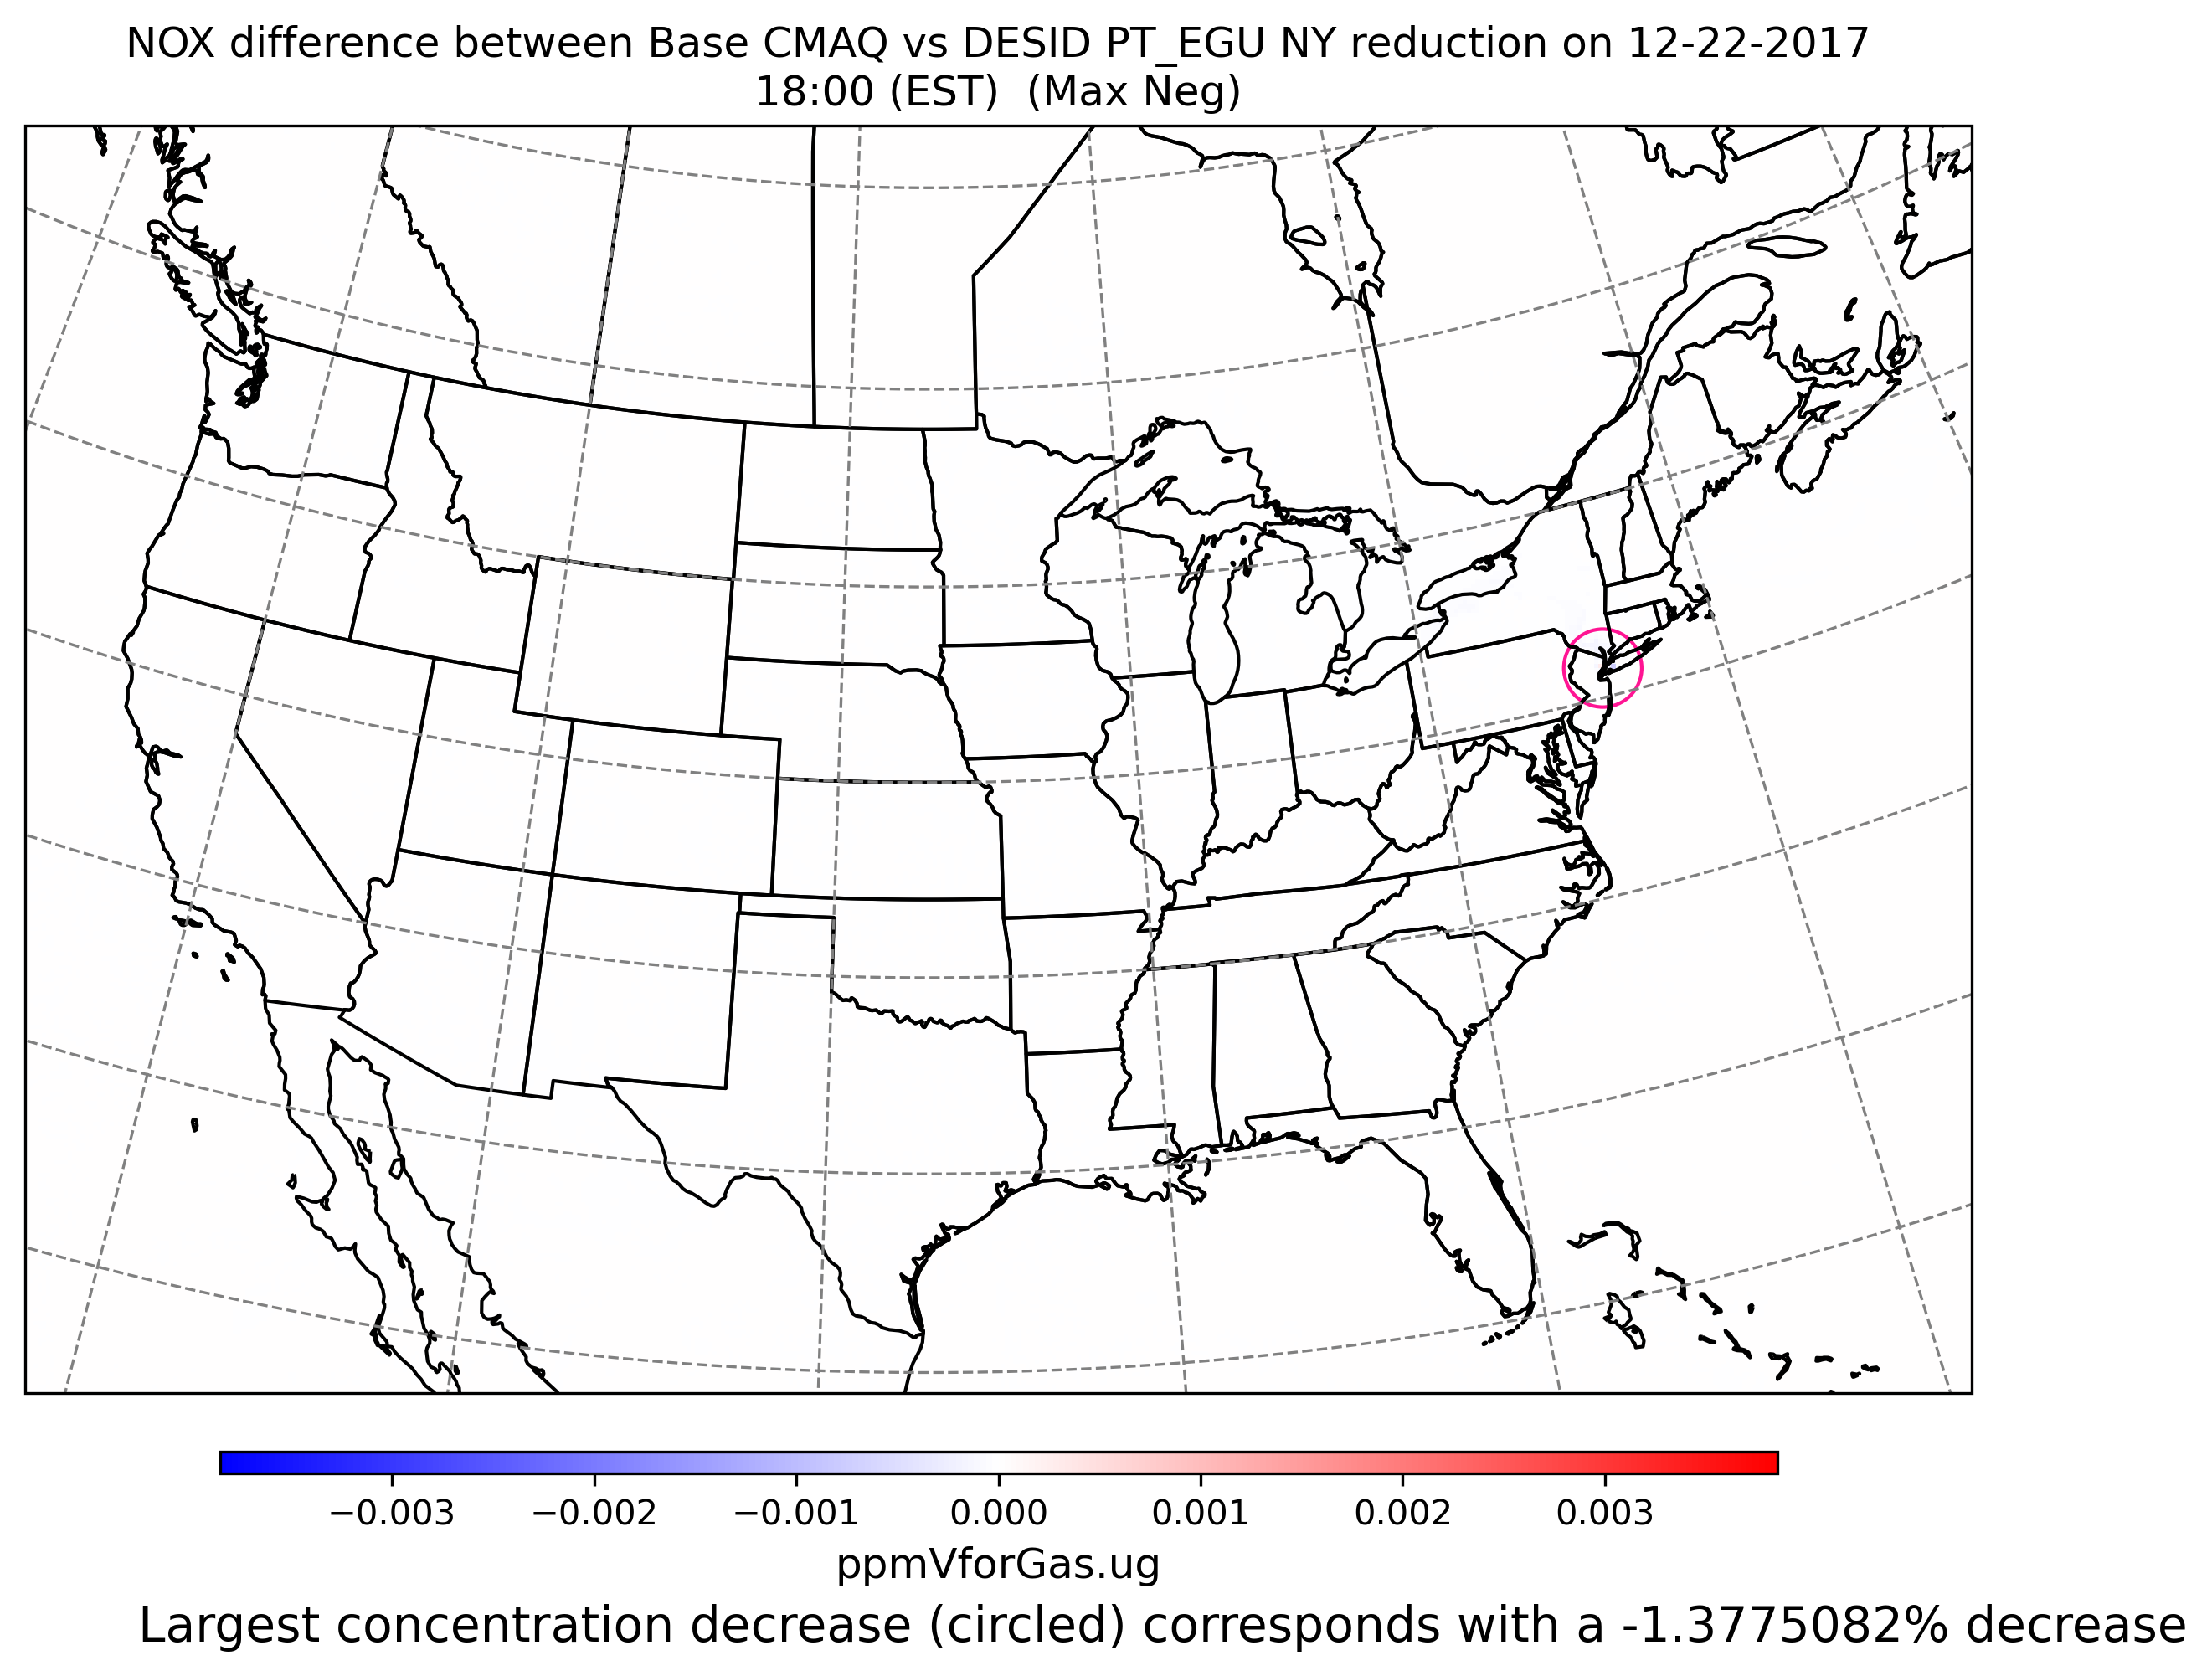 NOX difference between Base CMAQ vs DESID PT_EGU NY reduction on 12-22-2017
18:00 (EST)  (Max Neg)
−0.003 −0.002 −0.001 0.000 0.001 0.002 0.003
ppmVforGas.ug
Largest concentration decrease (circled) corresponds with a -1.3775082% decrease